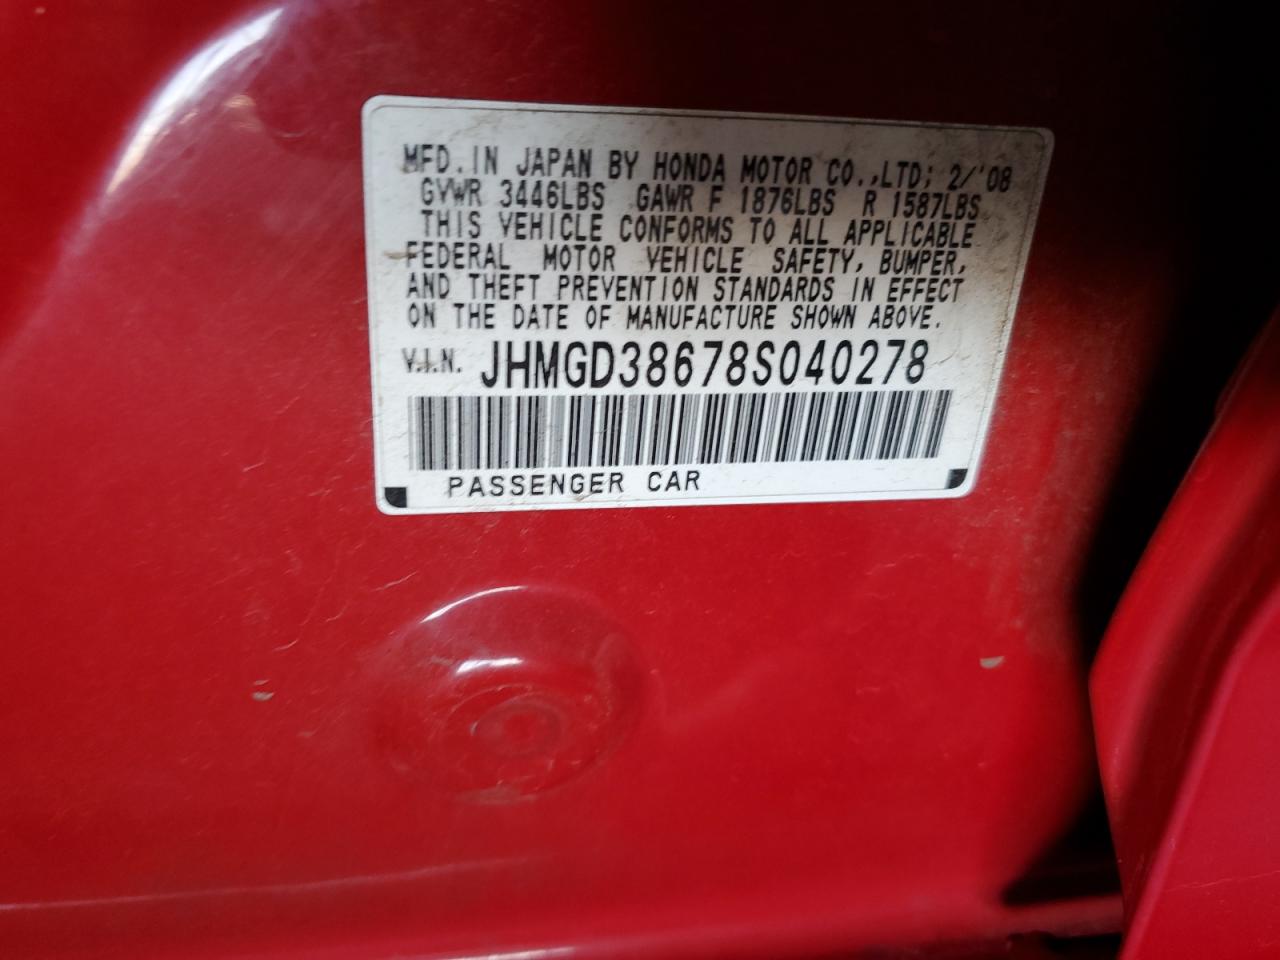 MFD. IN JAPAN BY HONDA MOTOR CO.,LTD; 2/'08
GVWR 3446LBS GAWR F 1876LBS R 1587LBS
THIS VEHICLE CONFORMS TO ALL APPLICABLE
FEDERAL MOTOR VEHICLE SAFETY, BUMPER,
AND THEFT PREVENTION STANDARDS IN EFFECT
ON THE DATE OF MANUFACTURE SHOWN ABOVE.
V.I.N. JHMGD38678S040278
PASSENGER CAR